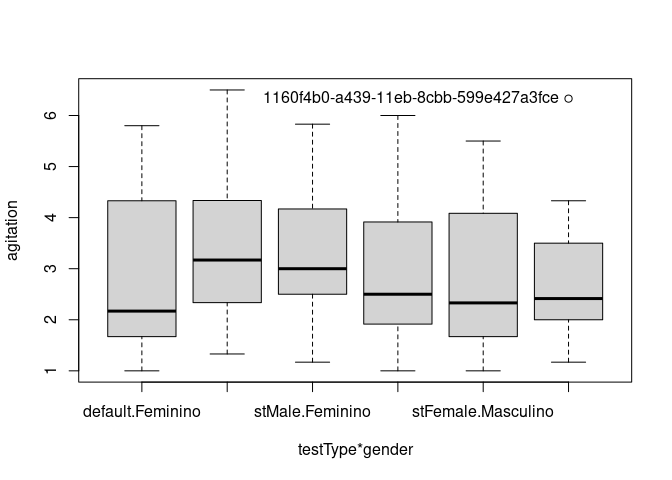 1160f4b0-a439-11eb-8cbb-599e427a3fce
agitation
6
5
4
3
2
1
default.Feminino stMale.Feminino stFemale.Masculino
testType*gender